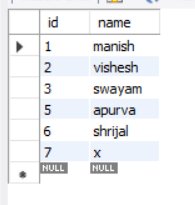 id name
1 manish
2 vishesh
3 swayam
5 apurva
6 shrijal
7 x
NULL NULL